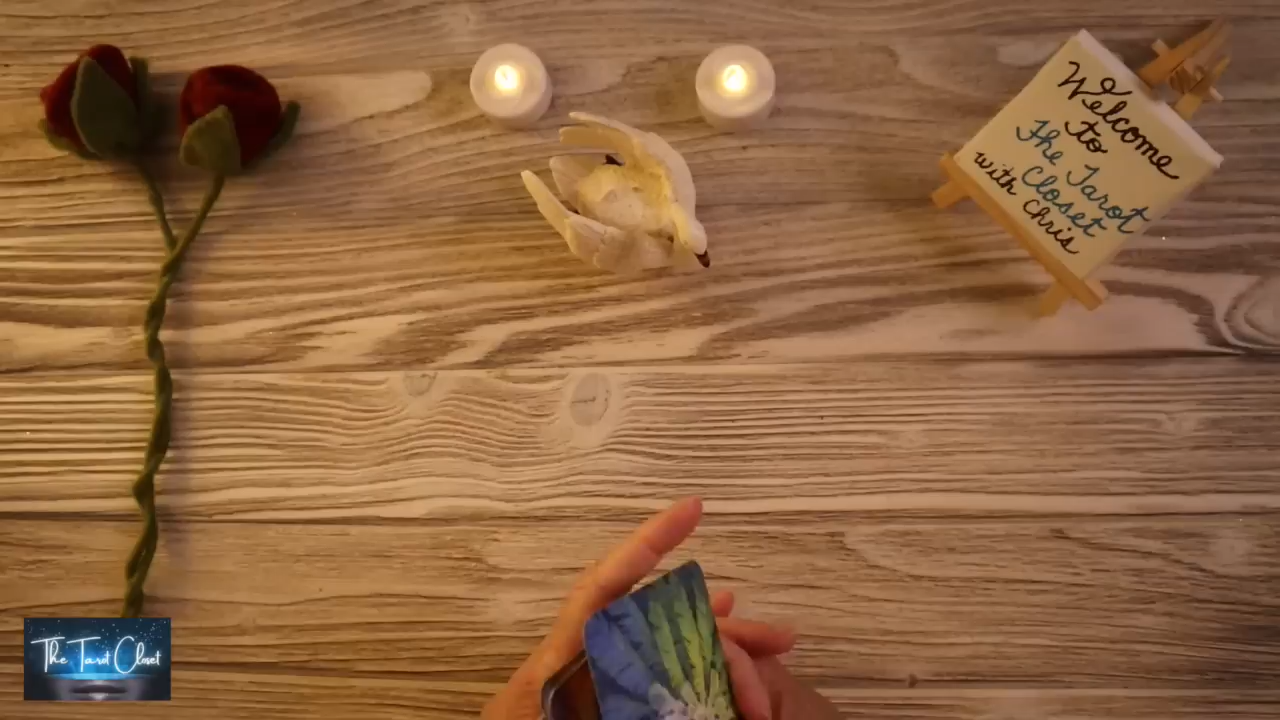 Welcome
to
The Tarot
Closet
with Chris
The Tarot Closet